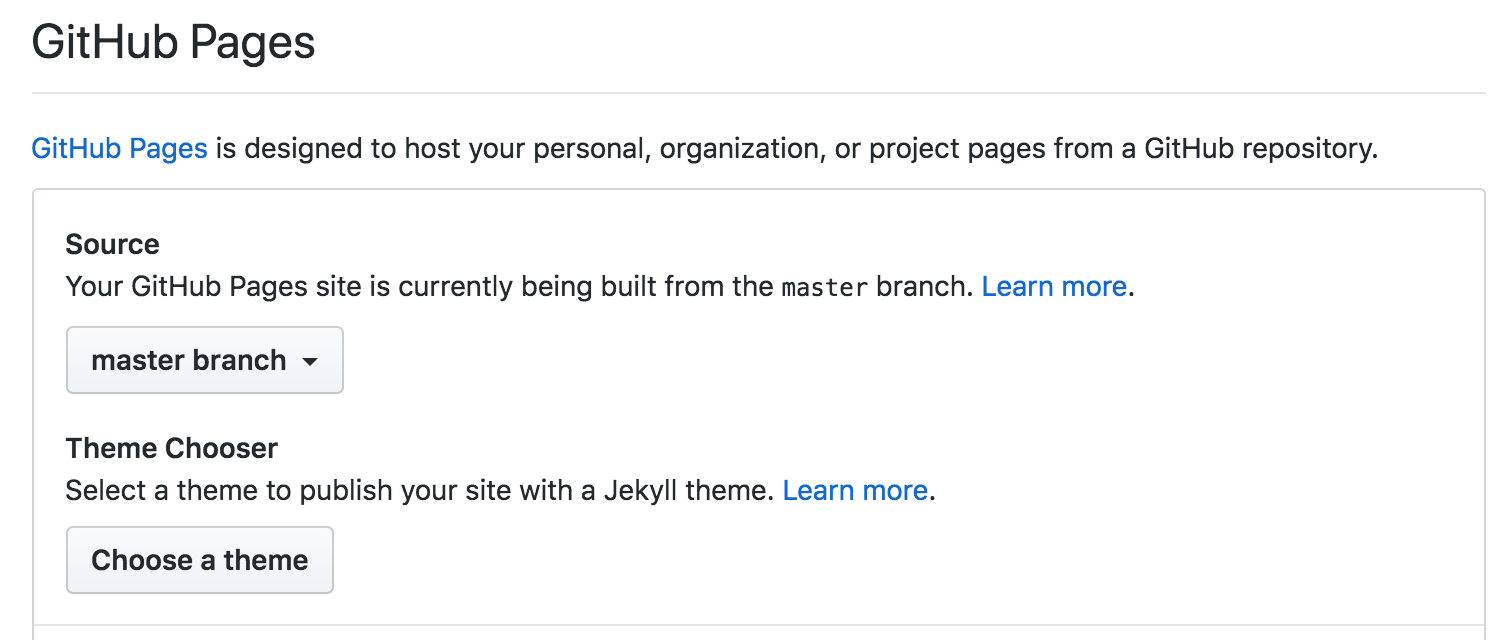 GitHub Pages
GitHub Pages is designed to host your personal, organization, or project pages from a GitHub repository.
Source
Your GitHub Pages site is currently being built from the master branch. Learn more.
master branch
Theme Chooser
Select a theme to publish your site with a Jekyll theme. Learn more.
Choose a theme